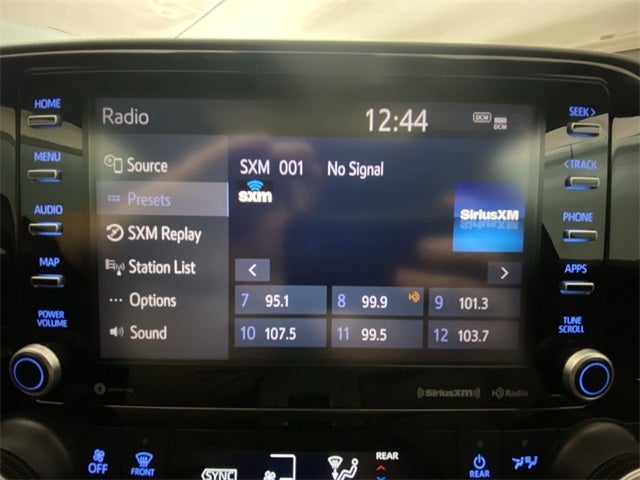 HOME
MENU
AUDIO
MAP
POWER
VOLUME
Radio
12:44
DCM
DCM
Source
Presets
SXM Replay
Station List
Options
Sound
SXM 001 No Signal
sxm
SiriusXM
<
>
7 95.1
8 99.9
9 101.3
10 107.5
11 99.5
12 103.7
SEEK >
< TRACK
PHONE
APPS
TUNE
SCROLL
((SiriusXM))
HD Radio
OFF
FRONT
SYNC
REAR
REAR